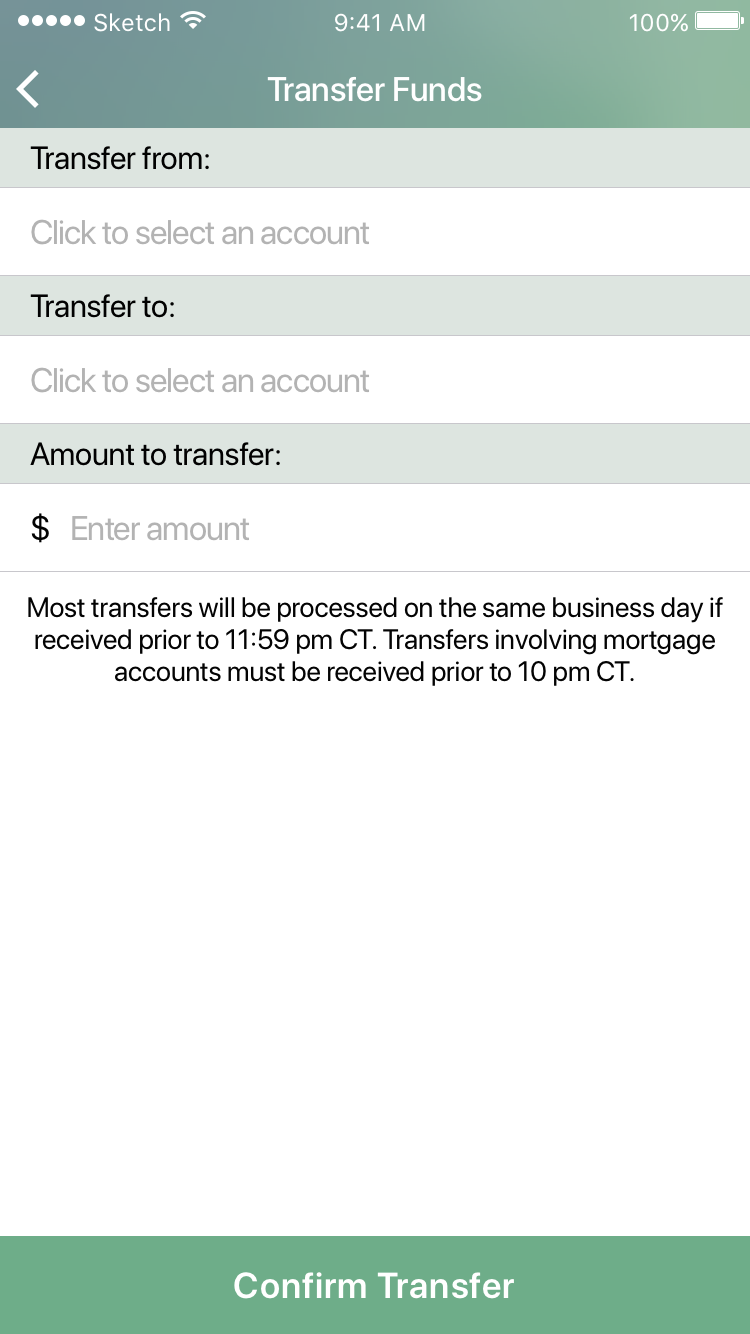 Sketch 9:41 AM 100%
Transfer Funds
Transfer from:
Click to select an account
Transfer to:
Click to select an account
Amount to transfer:
$ Enter amount
Most transfers will be processed on the same business day if
received prior to 11:59 pm CT. Transfers involving mortgage
accounts must be received prior to 10 pm CT.
Confirm Transfer